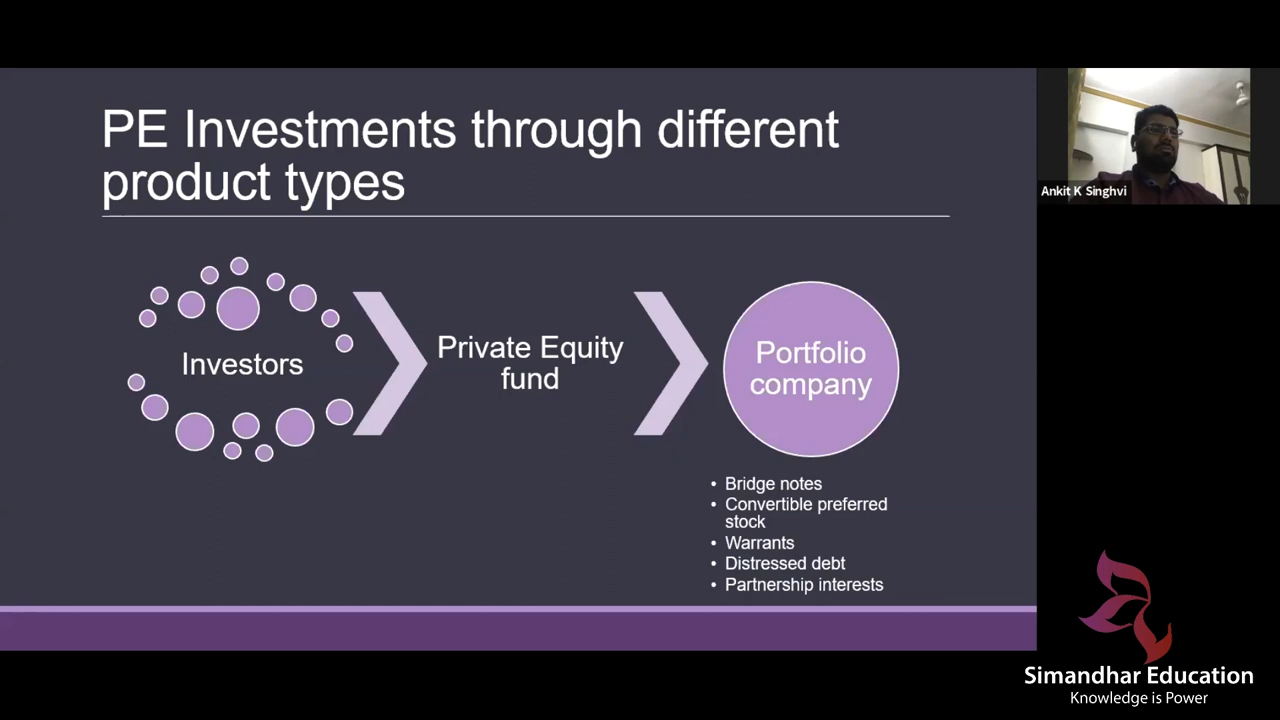 PE Investments through different
product types
Investors
Private Equity
fund
Portfolio
company
• Bridge notes
• Convertible preferred
stock
• Warrants
• Distressed debt
• Partnership interests
Ankit K Singhvi
Simandhar Education
Knowledge is Power